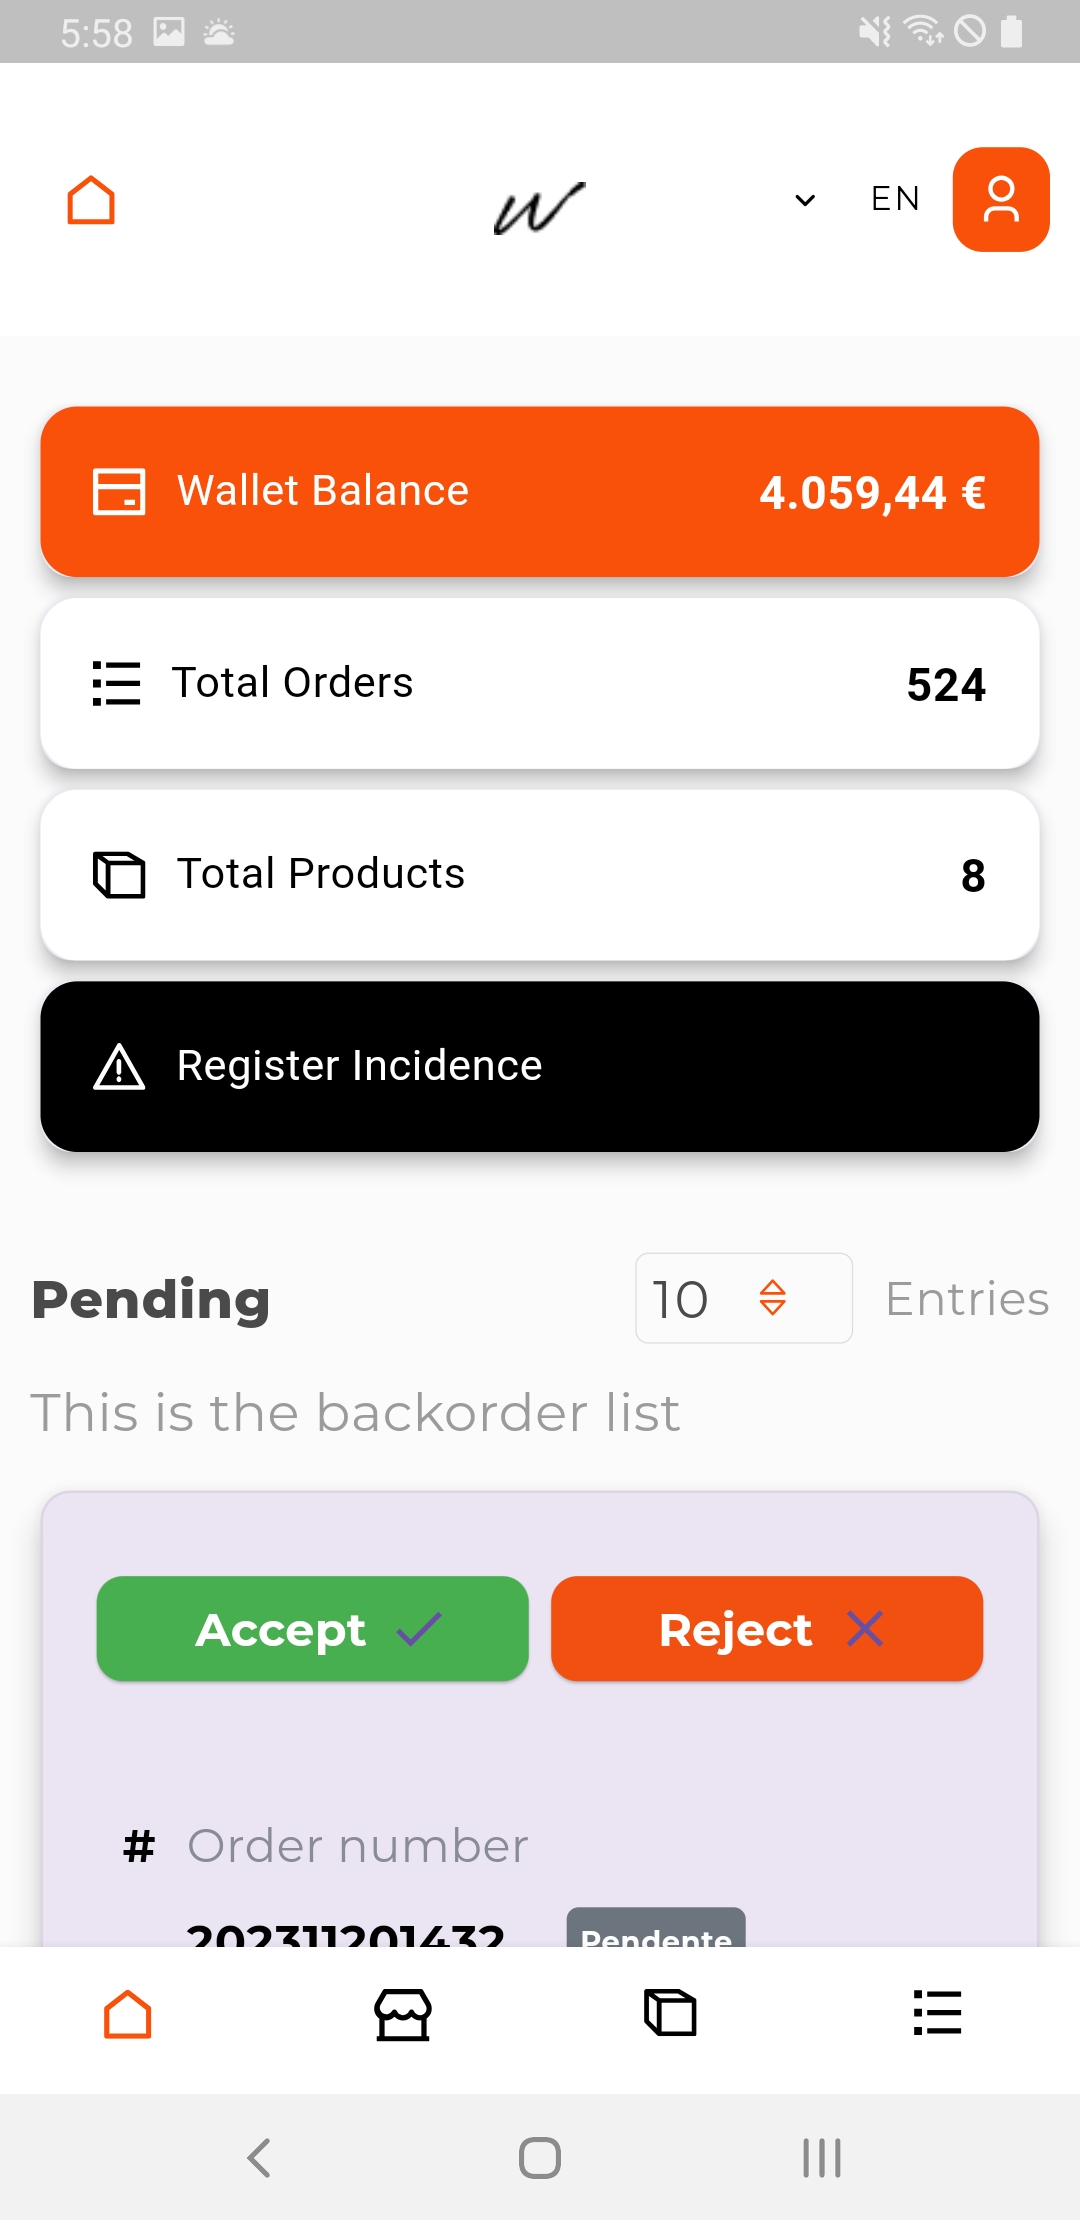 5:58
w
EN
Wallet Balance
4.059,44 €
Total Orders
524
Total Products
8
Register Incidence
Pending
10
Entries
This is the backorder list
Accept
Reject
# Order number
202311201432
Pendente